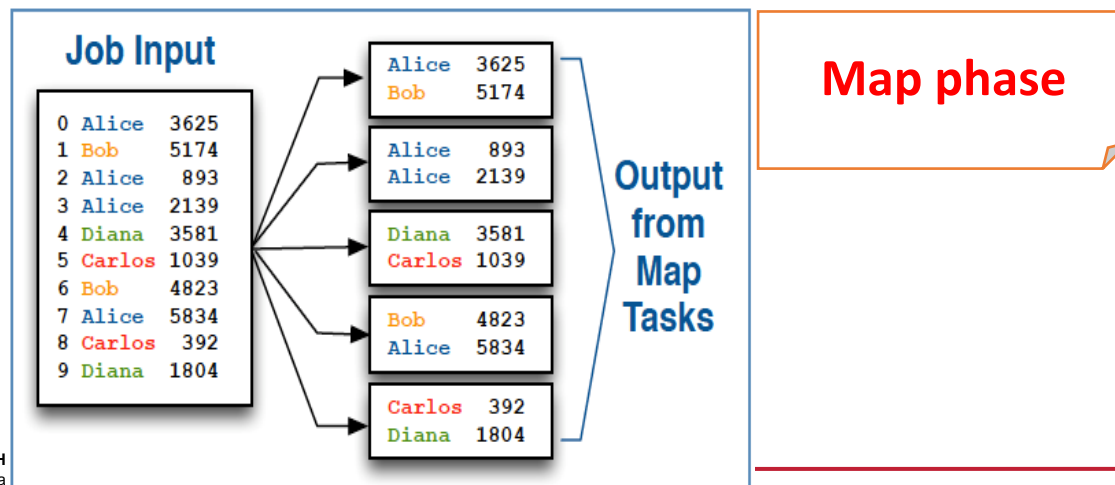 Job Input
0 Alice 3625
1 Bob 5174
2 Alice 893
3 Alice 2139
4 Diana 3581
5 Carlos 1039
6 Bob 4823
7 Alice 5834
8 Carlos 392
9 Diana 1804
Alice 3625
Bob 5174
Alice 893
Alice 2139
Diana 3581
Carlos 1039
Bob 4823
Alice 5834
Carlos 392
Diana 1804
Output
from
Map
Tasks
Map phase
H
a